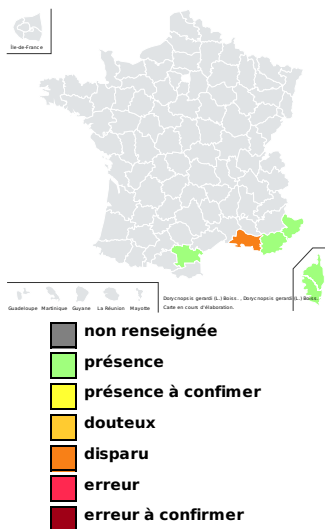 Île-de-France
Guadeloupe Martinique Guyane La Réunion Mayotte
Dorycnopsis gerardi (L.) Boiss. , Dorycnopsis gerardi (L.) Boiss.
Carte en cours d'élaboration.
non renseignée
présence
présence à confimer
douteux
disparu
erreur
erreur à confirmer